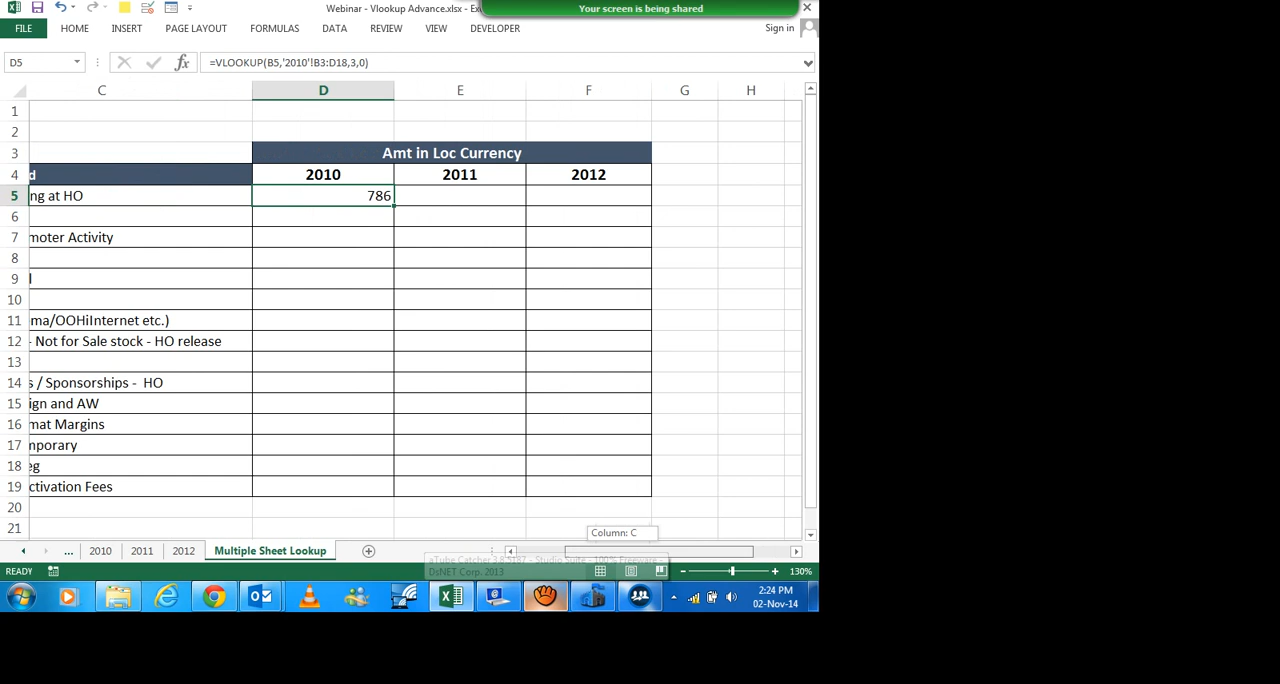 Webinar - Vlookup Advance.xlsx - Ex
Your screen is being shared
FILE HOME INSERT PAGE LAYOUT FORMULAS DATA REVIEW VIEW DEVELOPER Sign in
D5 fx =VLOOKUP(B5,'2010'!B3:D18,3,0)
C D E F G H
1
2
3 Amt in Loc Currency
4 d 2010 2011 2012
5 ng at HO 786
6
7 moter Activity
8
9 l
10
11 ma/OOHiInternet etc.)
12 - Not for Sale stock - HO release
13
14 s / Sponsorships - HO
15 ign and AW
16 mat Margins
17 mporary
18 eg
19 ctivation Fees
20
21
Column: C
... 2010 2011 2012 Multiple Sheet Lookup
aTube Catcher 3.8.5187 - Studio Suite - 100% Freeware -
DsNET Corp. 2013
READY 130%
2:24 PM
02-Nov-14